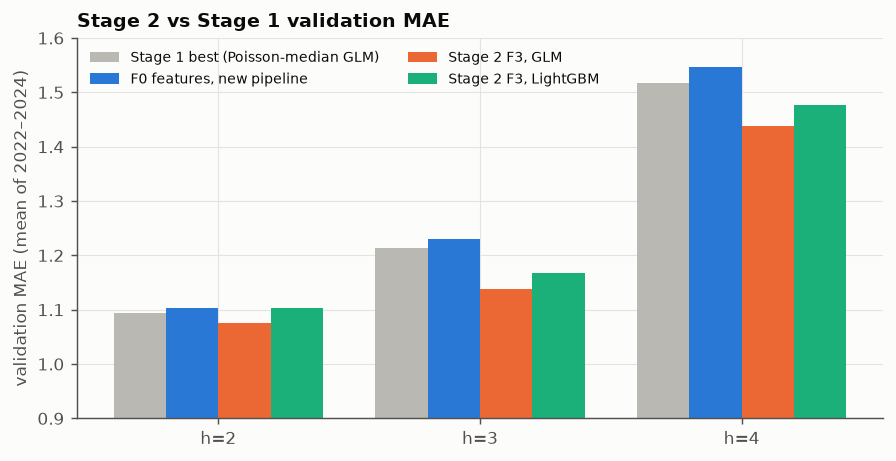 Stage 2 vs Stage 1 validation MAE
Stage 1 best (Poisson-median GLM)
F0 features, new pipeline
Stage 2 F3, GLM
Stage 2 F3, LightGBM
validation MAE (mean of 2022–2024)
1.6
1.5
1.4
1.3
1.2
1.1
1.0
0.9
h=2
h=3
h=4